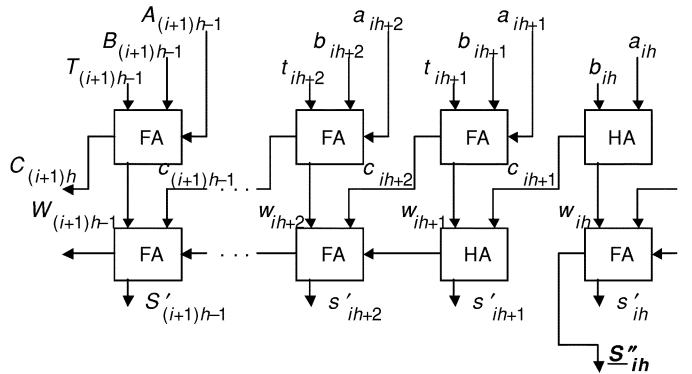 A(i+1)h–1 a ih+2 a ih+1
B(i+1)h–1 b ih+2 b ih+1 a ih
T(i+1)h–1 t ih+2 t ih+1 b ih
FA FA FA HA
C(i+1)h c(i+1)h–1 c ih+2 c ih+1
. . .
W(i+1)h–1 w ih+2 w ih+1 w ih
FA . . . FA HA FA
S′(i+1)h–1 s′ih+2 s′ih+1 s′ih
S″ih